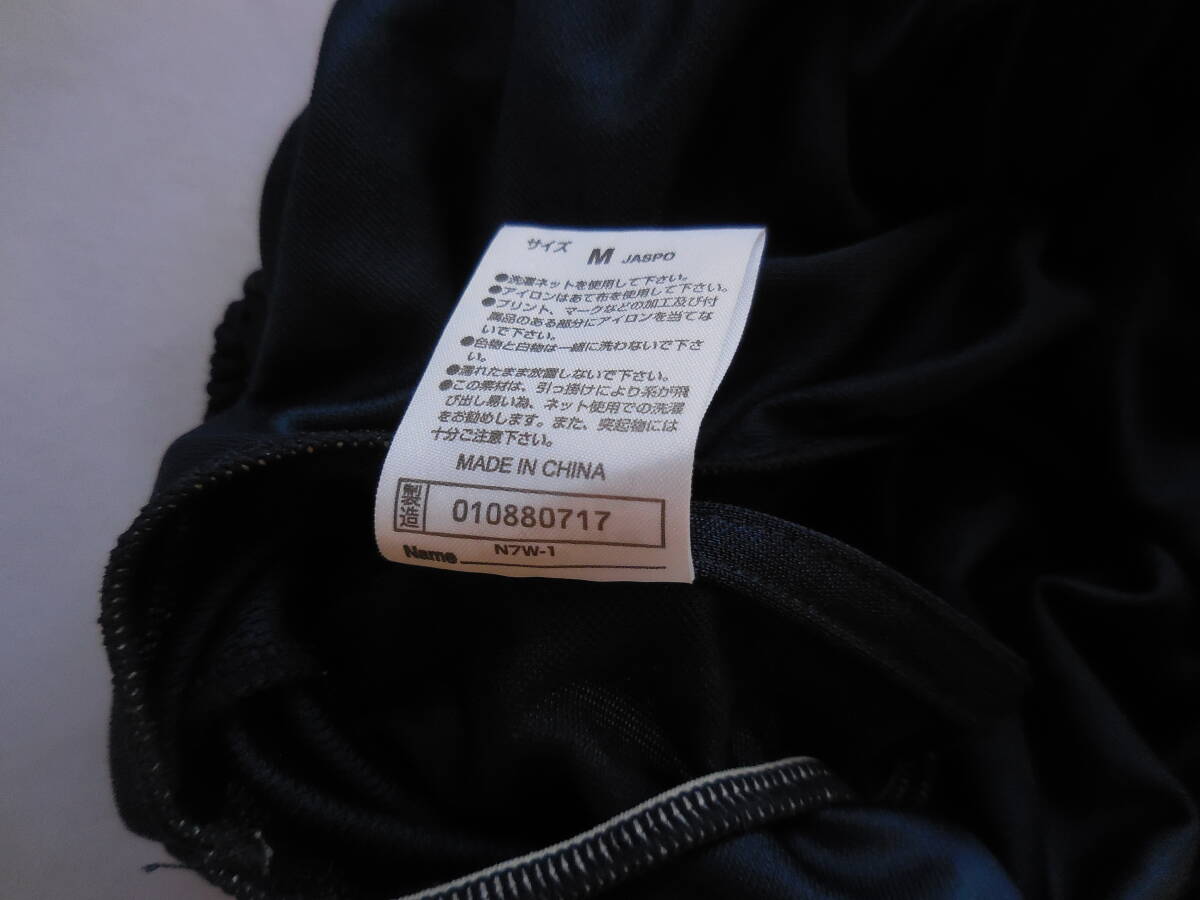 サイズ M JASPO
●洗濯ネットを使用して下さい。
●アイロンはあて布を使用して下さい。
●プリント、マークなどの加工及び付
属品のある部分にアイロンを当てな
いで下さい。
●色物と白物は一緒に洗わないで下さ
い。
●濡れたまま放置しないで下さい。
●この素材は、引っ掛けにより糸が飛
び出し易い為、ネット使用での洗濯
をお勧めします。また、突起物には
十分ご注意下さい。
MADE IN CHINA
製造 010880717
Name N7W-1